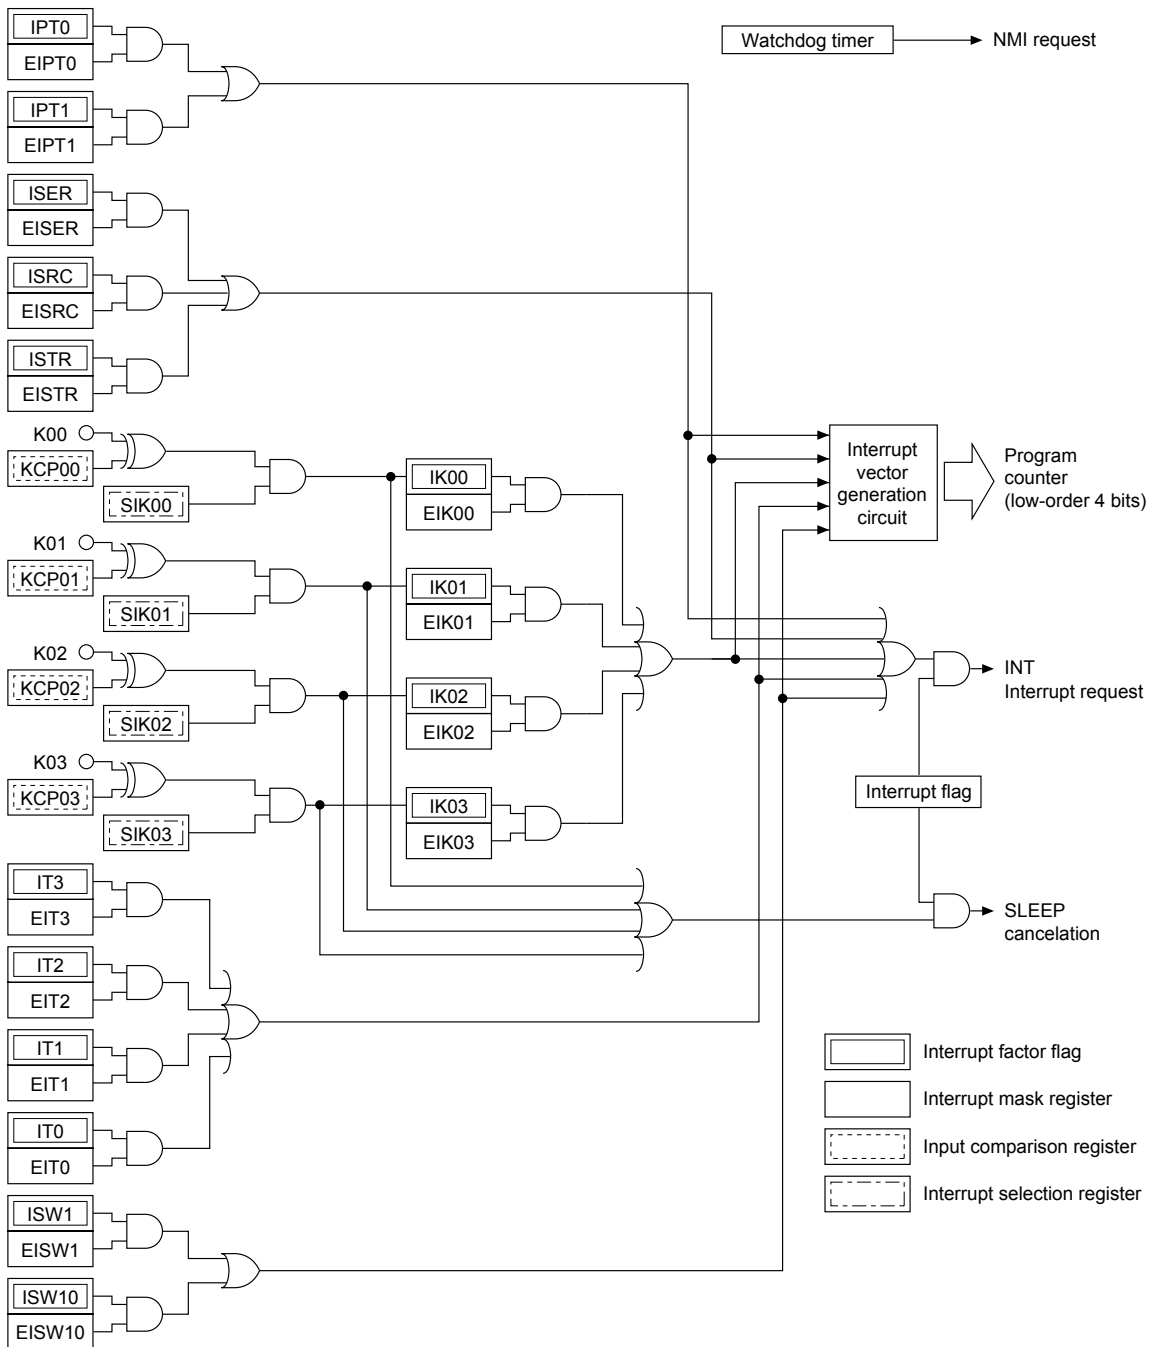 IPT0
EIPT0
IPT1
EIPT1
ISER
EISER
ISRC
EISRC
ISTR
EISTR
K00
KCP00
SIK00
K01
KCP01
SIK01
K02
KCP02
SIK02
K03
KCP03
SIK03
IT3
EIT3
IT2
EIT2
IT1
EIT1
IT0
EIT0
ISW1
EISW1
ISW10
EISW10
IK00
EIK00
IK01
EIK01
IK02
EIK02
IK03
EIK03
Watchdog timer
NMI request
Interrupt
vector
generation
circuit
Program
counter
(low-order 4 bits)
INT
Interrupt request
Interrupt flag
SLEEP
cancelation
Interrupt factor flag
Interrupt mask register
Input comparison register
Interrupt selection register